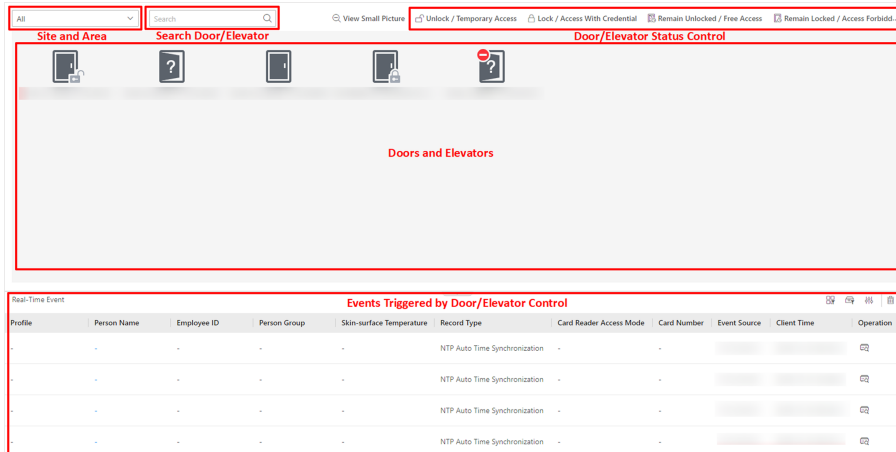 All
Search
View Small Picture
Unlock / Temporary Access
Lock / Access With Credential
Remain Unlocked / Free Access
Remain Locked / Access Forbidd...
Site and Area
Search Door/Elevator
Door/Elevator Status Control
?
?
Doors and Elevators
Real-Time Event
Events Triggered by Door/Elevator Control
Profile Person Name Employee ID Person Group Skin-surface Temperature Record Type Card Reader Access Mode Card Number Event Source Client Time Operation
- - - - - NTP Auto Time Synchronization - -
- - - - - NTP Auto Time Synchronization - -
- - - - - NTP Auto Time Synchronization - -
- - - - - NTP Auto Time Synchronization - -